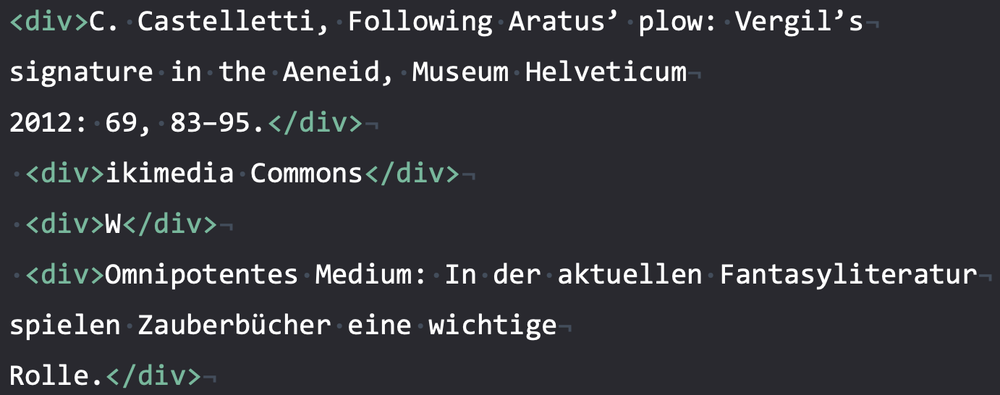 <div>C. Castelletti, Following Aratus’ plow: Vergil’s¬
signature in the Aeneid, Museum Helveticum¬
2012: 69, 83–95.</div>¬
<div>ikimedia Commons</div>¬
<div>W</div>¬
<div>Omnipotentes Medium: In der aktuellen Fantasyliteratur¬
spielen Zauberbücher eine wichtige¬
Rolle.</div>¬